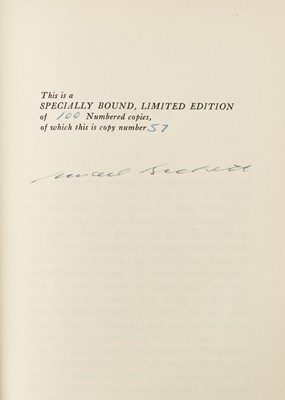 This is a
SPECIALLY BOUND, LIMITED EDITION
of 100 Numbered copies,
of which this is copy number 57
Samuel Beckett